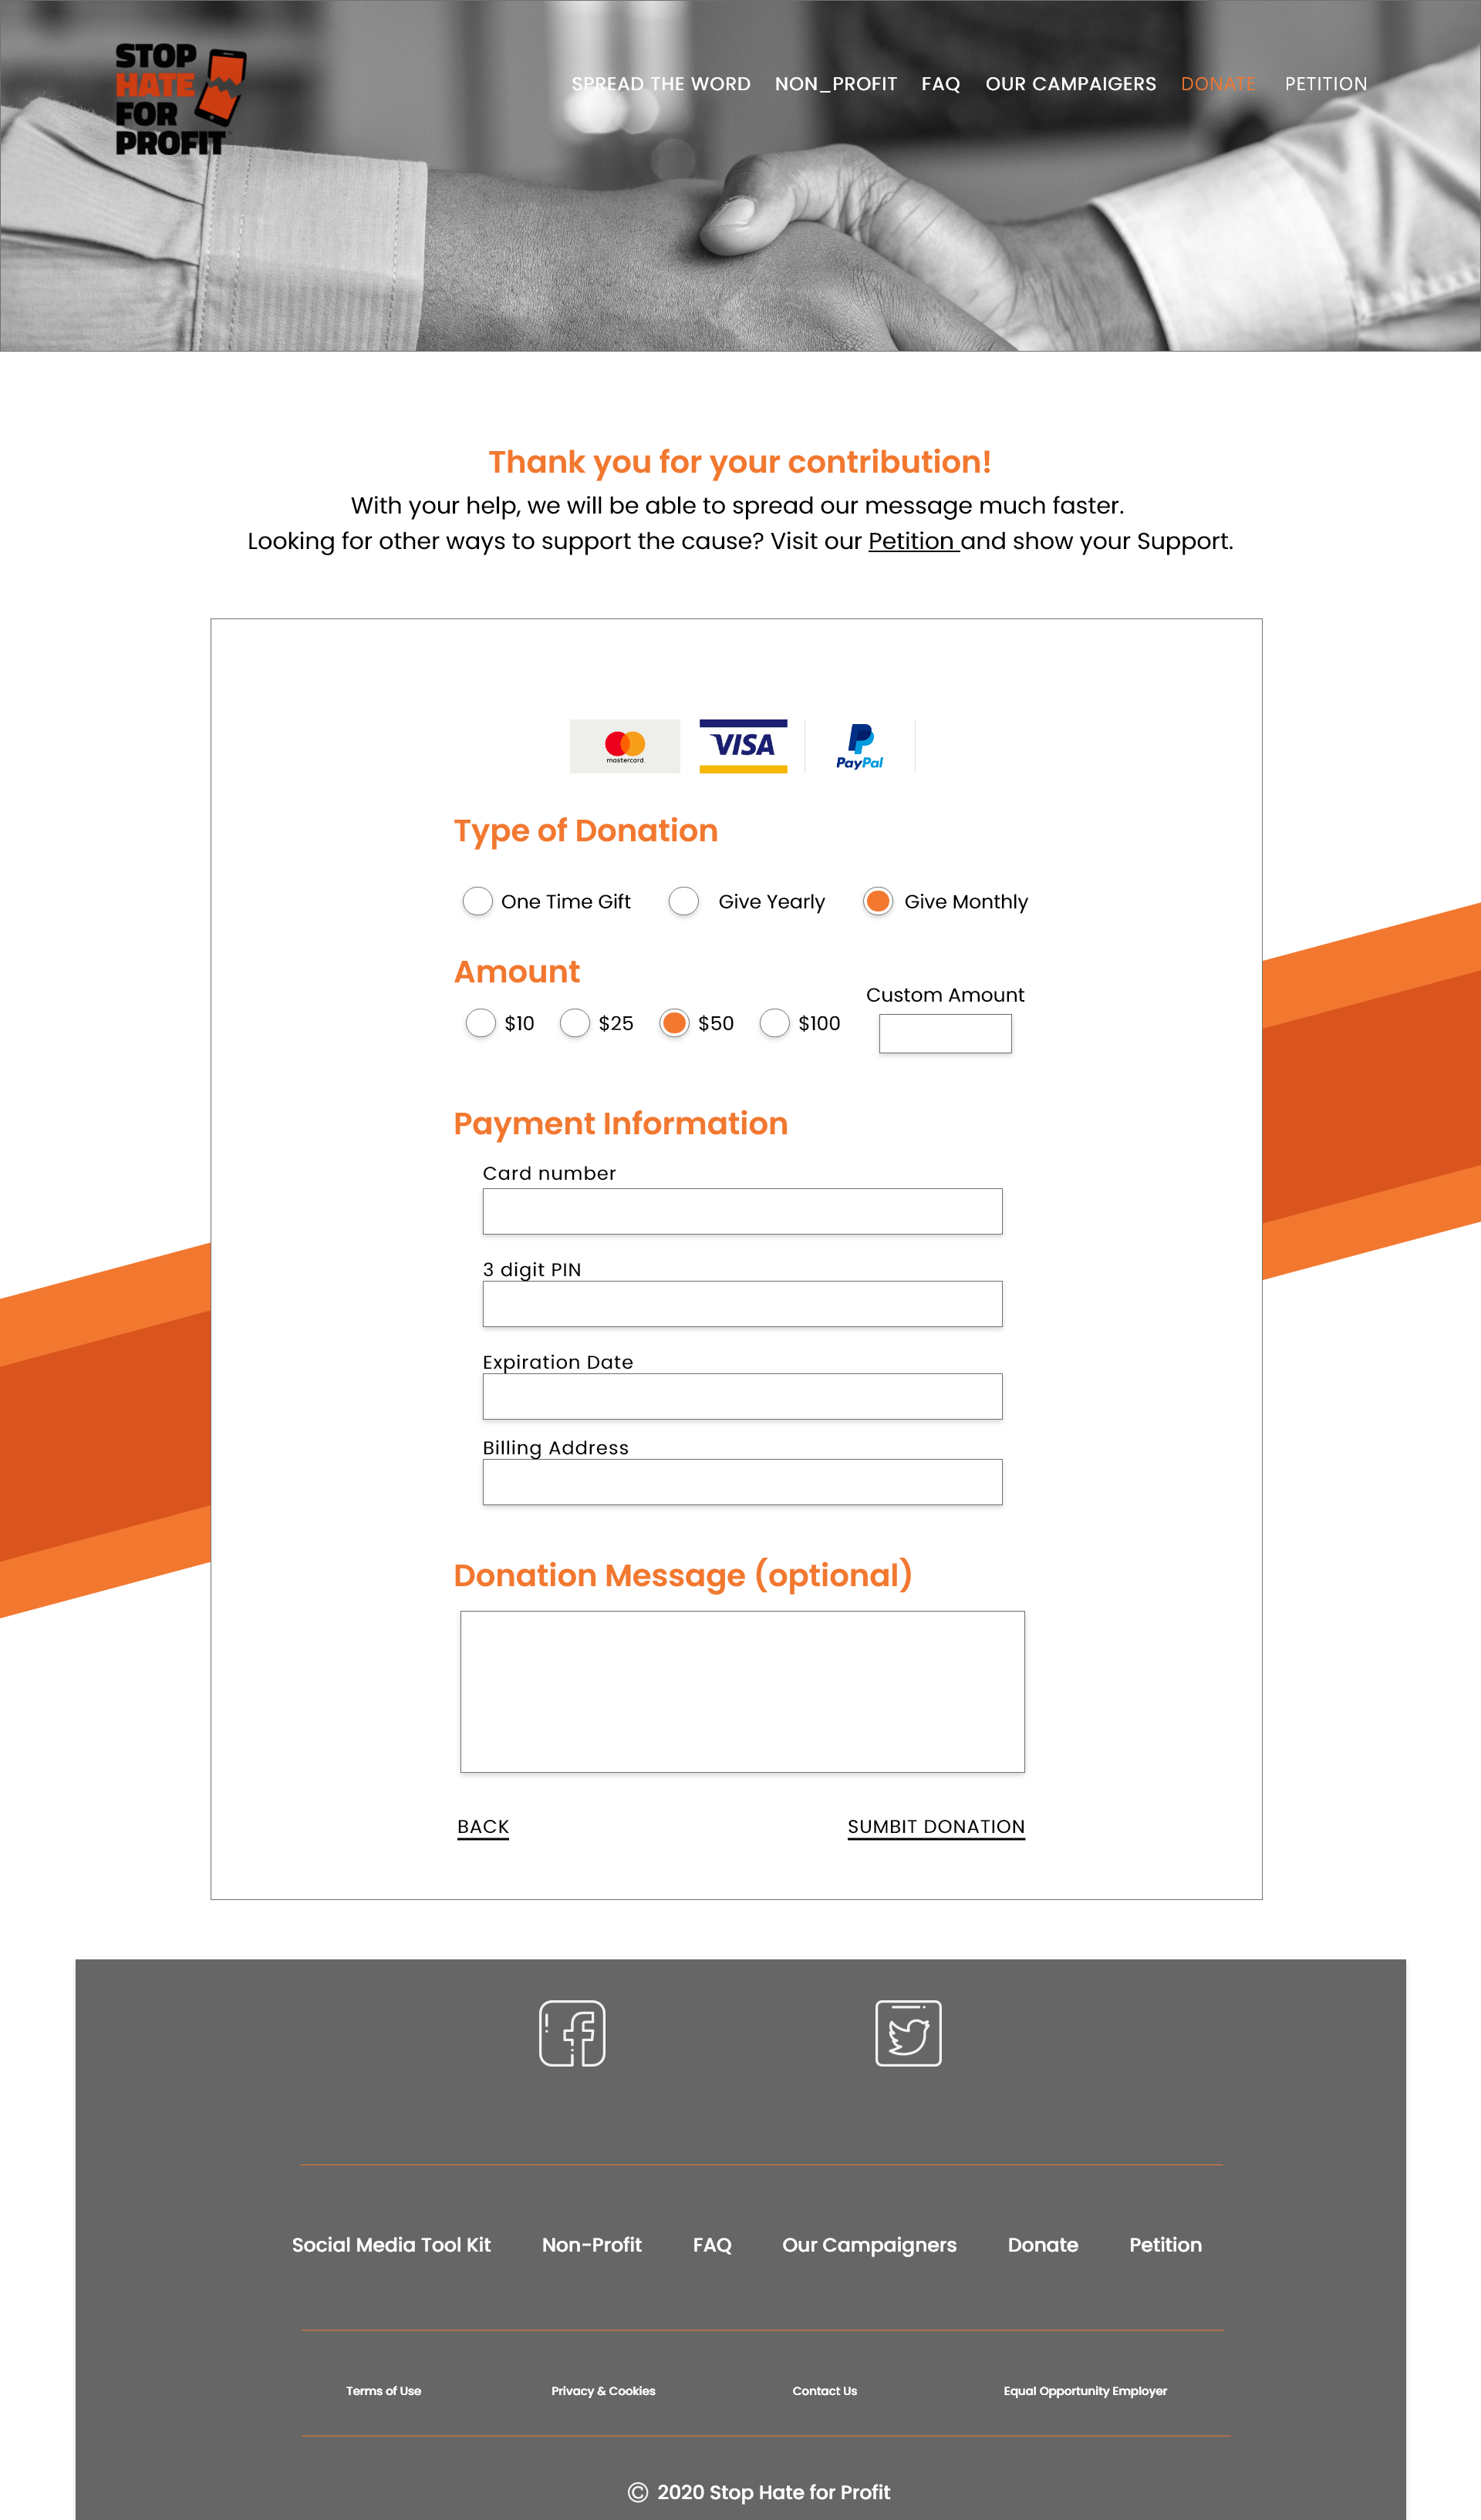 STOP
HATE
FOR
PROFIT
SPREAD THE WORD NON_PROFIT FAQ OUR CAMPAIGERS DONATE PETITION
Thank you for your contribution!
With your help, we will be able to spread our message much faster.
Looking for other ways to support the cause? Visit our Petition and show your Support.
mastercard VISA PayPal
Type of Donation
One Time Gift Give Yearly Give Monthly
Amount
Custom Amount
$10 $25 $50 $100
Payment Information
Card number
3 digit PIN
Expiration Date
Billing Address
Donation Message (optional)
BACK SUMBIT DONATION
Social Media Tool Kit Non-Profit FAQ Our Campaigners Donate Petition
Terms of Use Privacy & Cookies Contact Us Equal Opportunity Employer
© 2020 Stop Hate for Profit